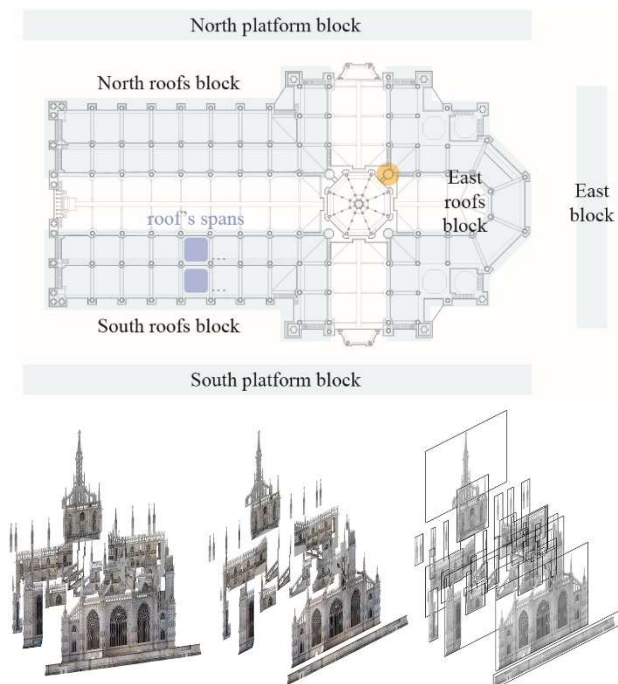 North platform block
North roofs block
East
roofs
block
East
block
roof's spans
South roofs block
South platform block